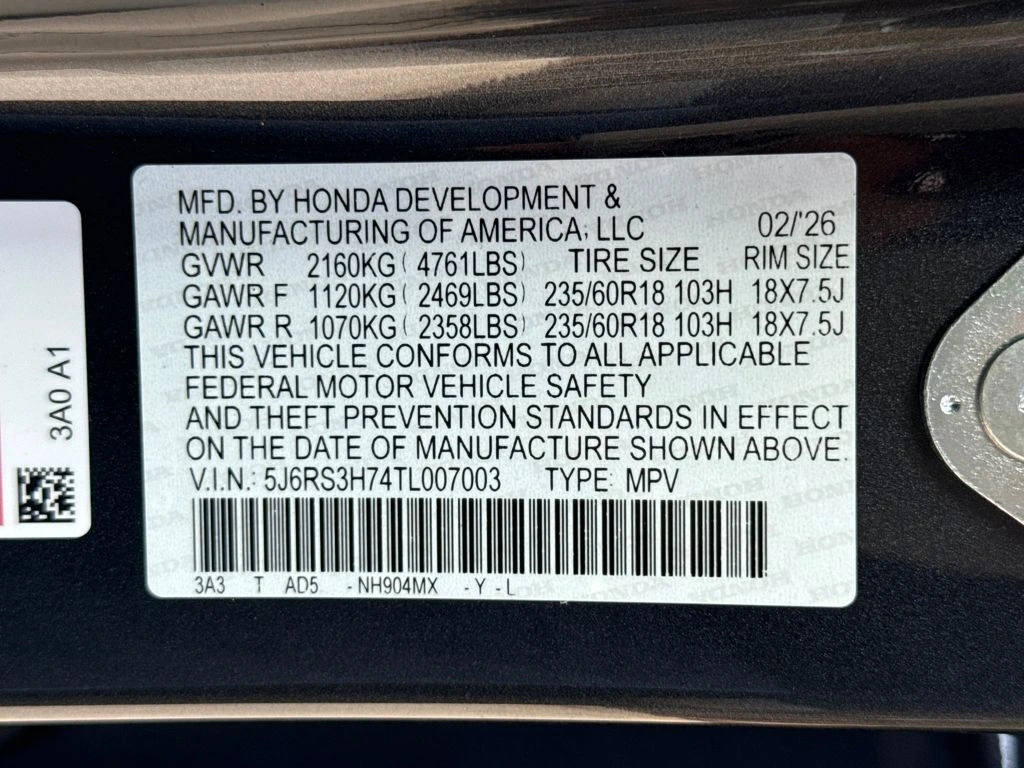 MFD. BY HONDA DEVELOPMENT &
MANUFACTURING OF AMERICA, LLC 02/'26
GVWR 2160KG( 4761LBS) TIRE SIZE RIM SIZE
GAWR F 1120KG( 2469LBS) 235/60R18 103H 18X7.5J
GAWR R 1070KG( 2358LBS) 235/60R18 103H 18X7.5J
THIS VEHICLE CONFORMS TO ALL APPLICABLE
FEDERAL MOTOR VEHICLE SAFETY
AND THEFT PREVENTION STANDARDS IN EFFECT
ON THE DATE OF MANUFACTURE SHOWN ABOVE.
V.I.N.: 5J6RS3H74TL007003 TYPE: MPV
3A3 T AD5 -NH904MX -Y -L
3A0 A1